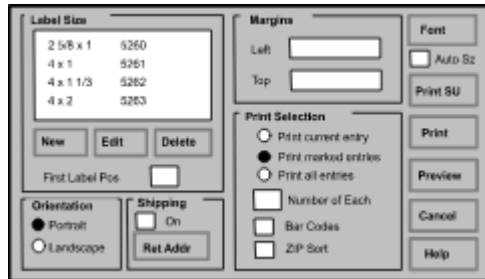 Label Size
2 5/8 x 1 5260
4 x 1 5261
4 x 1 1/3 5262
4 x 2 5263
New Edit Delete
First Label Pos
Orientation
Portrait
Landscape
Shipping
On
Ret Addr
Margins
Left
Top
Print Selection
Print current entry
Print marked entries
Print all entries
Number of Each
Bar Codes
ZIP Sort
Font
Auto Sz
Print SU
Print
Preview
Cancel
Help